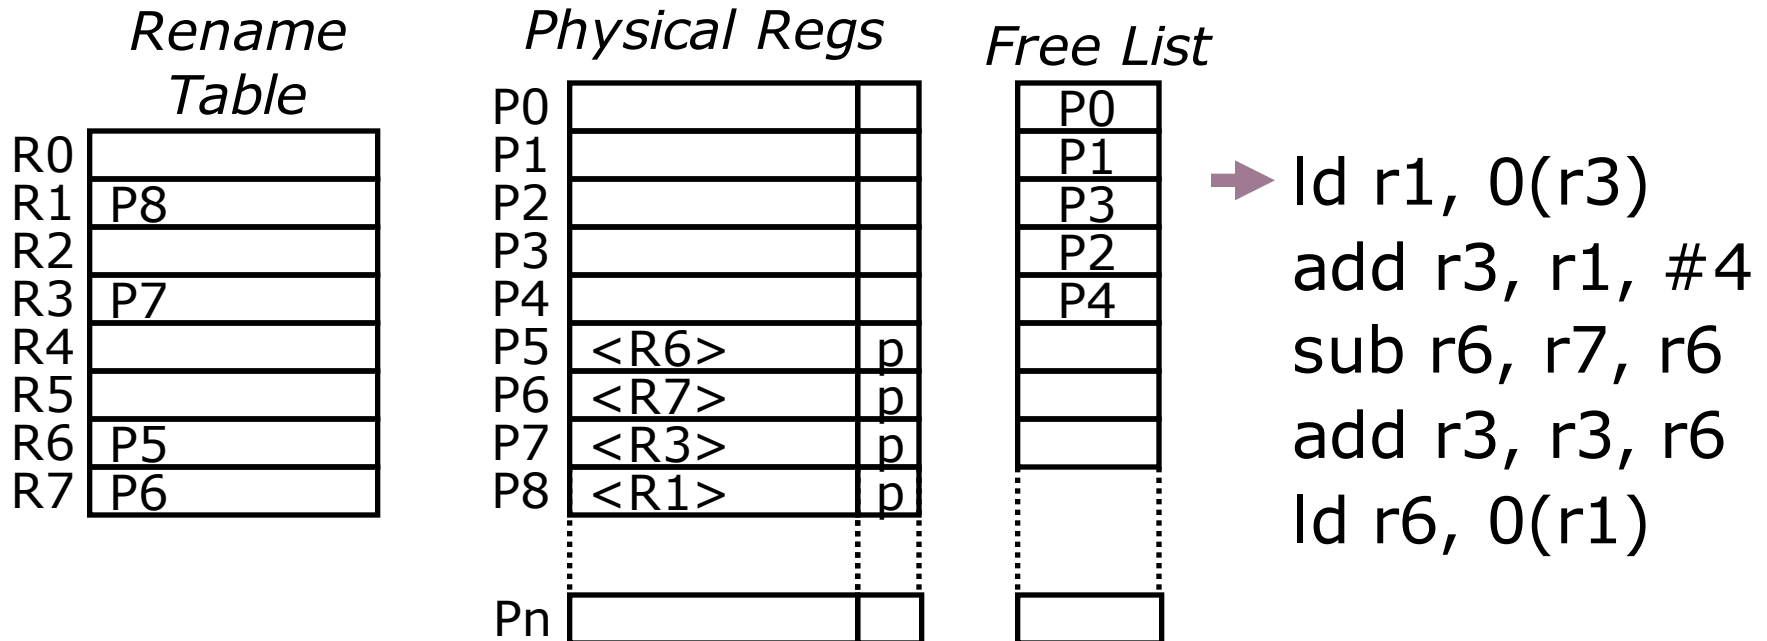 Rename
Table
R0
R1 P8
R2
R3 P7
R4
R5
R6 P5
R7 P6
Physical Regs
P0
P1
P2
P3
P4
P5 <R6> p
P6 <R7> p
P7 <R3> p
P8 <R1> p
Pn
Free List
P0
P1
P3
P2
P4
ld r1, 0(r3)
add r3, r1, #4
sub r6, r7, r6
add r3, r3, r6
ld r6, 0(r1)